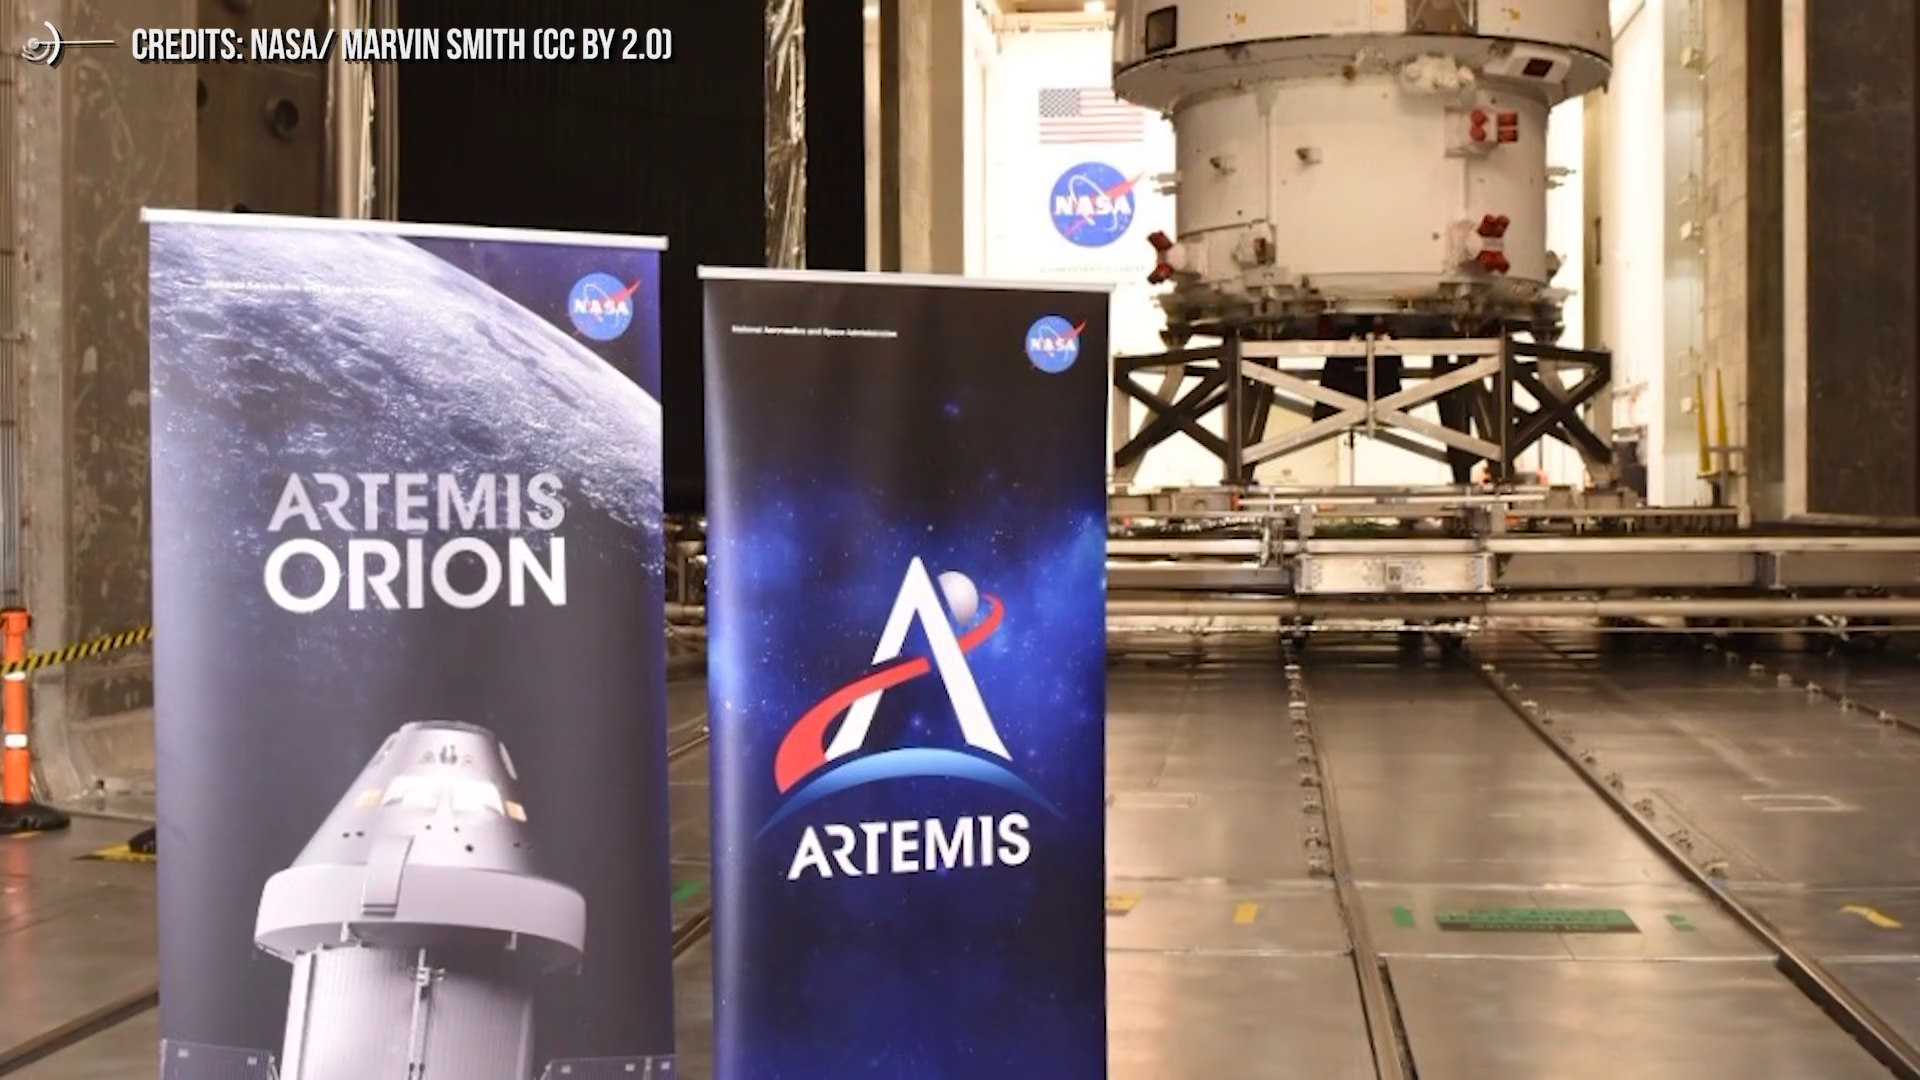 CREDITS: NASA/ MARVIN SMITH (CC BY 2.0)
NASA
NASA
ARTEMIS
ORION
National Aeronautics and Space Administration
NASA
ARTEMIS